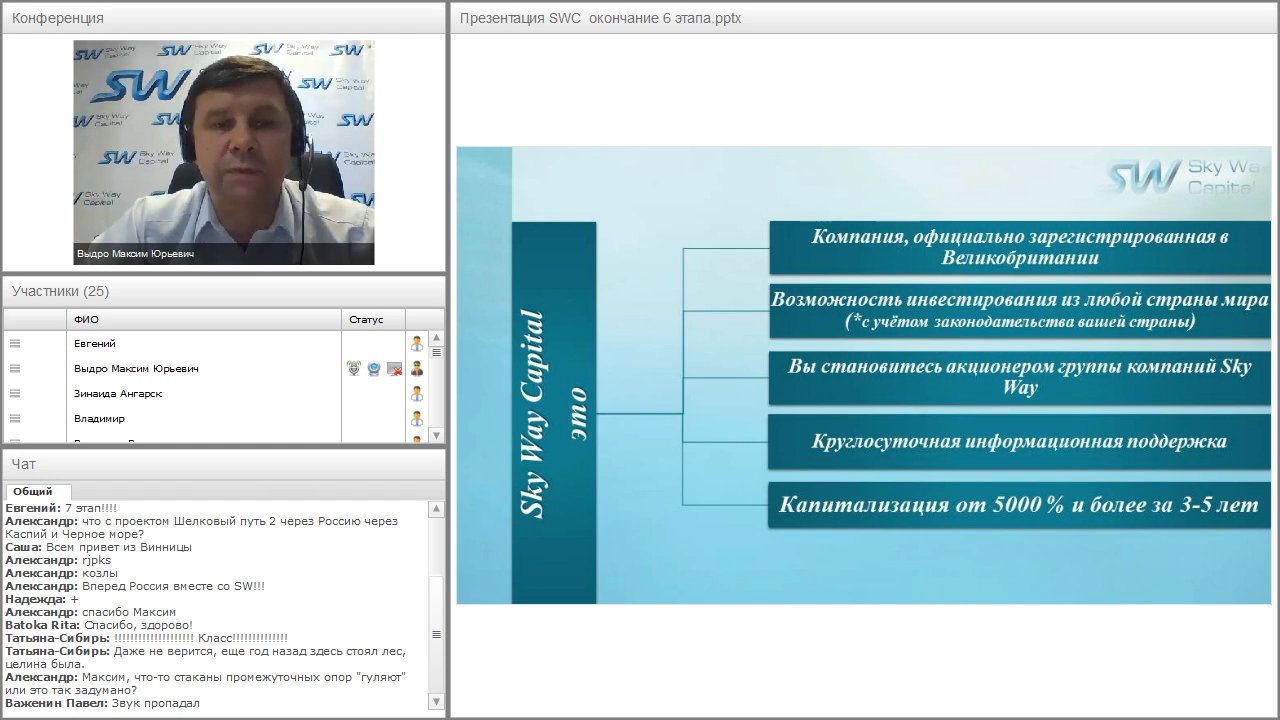 Конференция
SW
Sky Way
Capital
Выдро Максим Юрьевич
Участники (25)
ФИО
Статус
Евгений
Выдро Максим Юрьевич
Зинаида Ангарск
Владимир
Чат
Общий
Евгений: 7 этап!!!!
Александр: что с проектом Шелковый путь 2 через Россию через
Каспий и Черное море?
Саша: Всем привет из Винницы
Александр: rjpks
Александр: козлы
Александр: Вперед Россия вместе со SW!!!
Надежда: +
Александр: спасибо Максим
Batoka Rita: Спасибо, здорово!
Татьяна-Сибирь: !!!!!!!!!!!!!!!!!!!! Класс!!!!!!!!!!!!!!
Татьяна-Сибирь: Даже не верится, еще год назад здесь стоял лес,
целина была.
Александр: Максим, что-то стаканы промежуточных опор "гуляют"
или это так задумано?
Важенин Павел: Звук пропадал
Презентация SWC окончание 6 этапа.pptx
SW Sky Way
Capital
Sky Way Capital
это
Компания, официально зарегистрированная в
Великобритании
Возможность инвестирования из любой страны мира
(*с учётом законодательства вашей страны)
Вы становитесь акционером группы компаний Sky
Way
Круглосуточная информационная поддержка
Капитализация от 5000 % и более за 3-5 лет